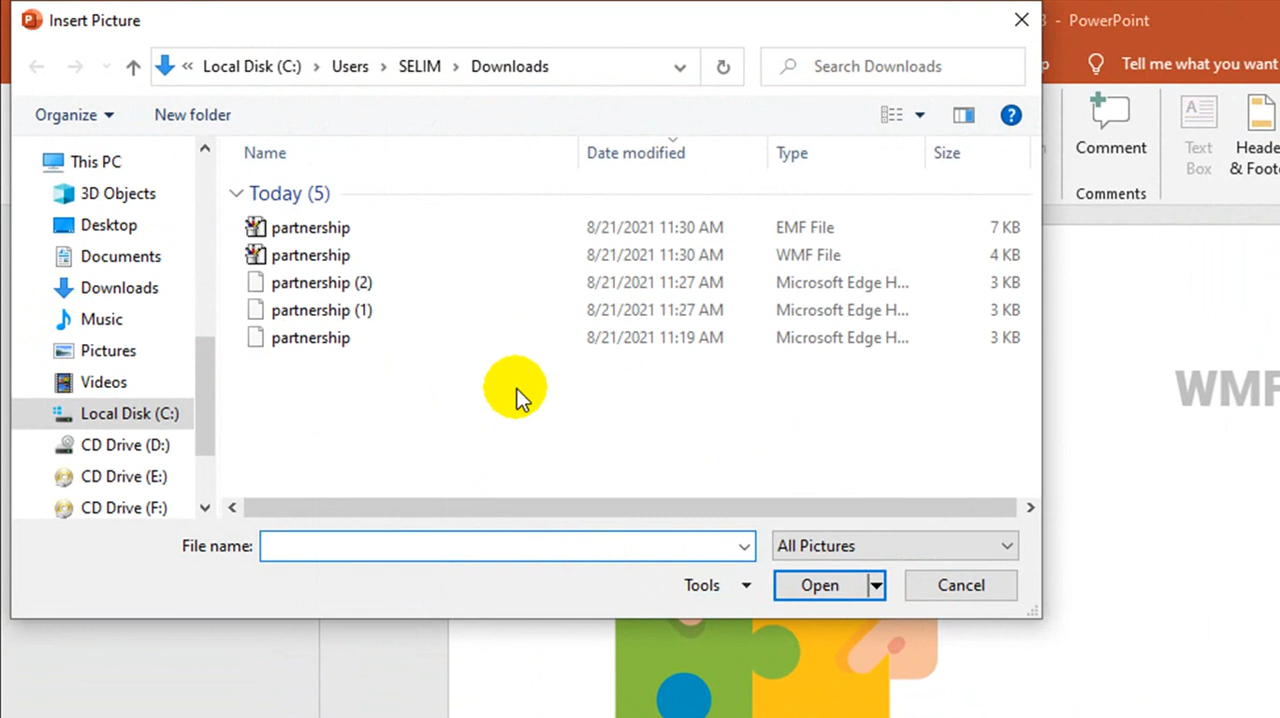 Insert Picture
3 - PowerPoint
« Local Disk (C:) › Users › SELIM › Downloads
Search Downloads
Tell me what you want
Organize
New folder
Comment
Text
Box
Heade
& Foote
Comments
This PC
3D Objects
Desktop
Documents
Downloads
Music
Pictures
Videos
Local Disk (C:)
CD Drive (D:)
CD Drive (E:)
CD Drive (F:)
Name Date modified Type Size
Today (5)
partnership 8/21/2021 11:30 AM EMF File 7 KB
partnership 8/21/2021 11:30 AM WMF File 4 KB
partnership (2) 8/21/2021 11:27 AM Microsoft Edge H... 3 KB
partnership (1) 8/21/2021 11:27 AM Microsoft Edge H... 3 KB
partnership 8/21/2021 11:19 AM Microsoft Edge H... 3 KB
WMF
File name:
All Pictures
Tools
Open
Cancel